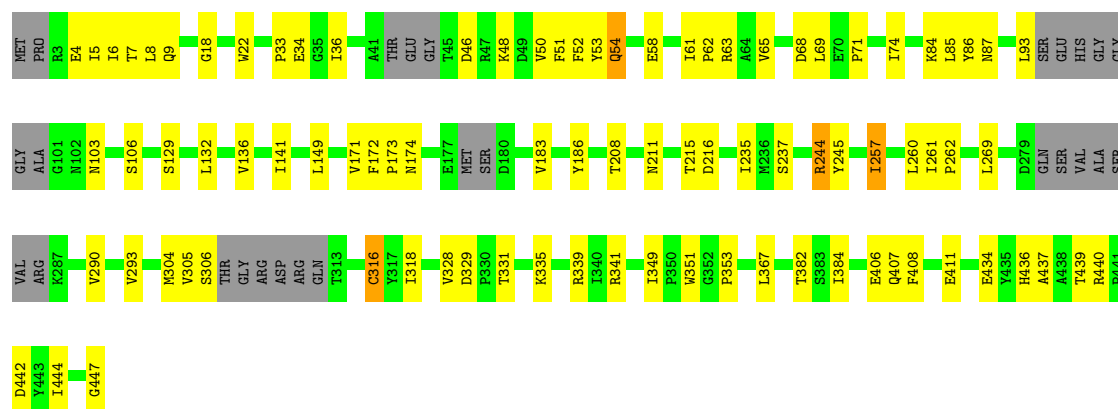 MET PRO R3 E4 I5 I6 T7 L8 Q9 G18 W22 P33 E34 G35 I36 A41 THR GLU GLY T45 D46 R47 K48 D49 V50 F51 F52 Y53 Q54 E58 I61 P62 R63 A64 V65 D68 L69 E70 P71 I74 K84 L85 Y86 N87 L93 SER GLU HIS GLY GLY
GLY ALA G101 N102 N103 S106 S129 L132 V136 I141 L149 V171 F172 P173 N174 E177 MET SER D180 V183 Y186 T208 N211 T215 D216 I235 M236 S237 R244 Y245 I257 L260 I261 P262 L269 D279 GLN SER VAL ALA SER
VAL ARG K287 V290 V293 M304 V305 S306 THR GLY ARG ASP ARG GLN T313 C316 Y317 I318 V328 D329 P330 T331 K335 R339 I340 R341 I349 P350 W351 G352 P353 L367 T382 S383 I384 E406 Q407 F408 E411 E434 Y435 H436 A437 A438 T439 R440
D442 Y443 I444 G447